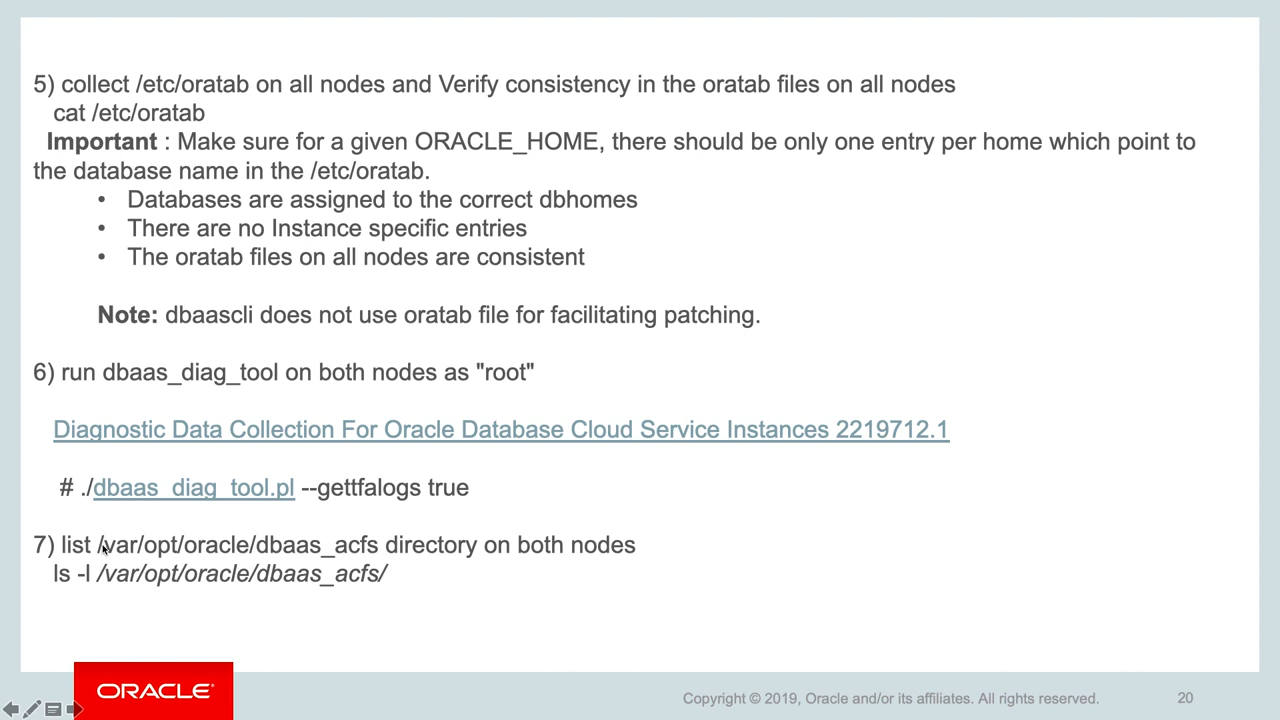 5) collect /etc/oratab on all nodes and Verify consistency in the oratab files on all nodes
cat /etc/oratab
Important : Make sure for a given ORACLE_HOME, there should be only one entry per home which point to
the database name in the /etc/oratab.
• Databases are assigned to the correct dbhomes
• There are no Instance specific entries
• The oratab files on all nodes are consistent
Note: dbaascli does not use oratab file for facilitating patching.
6) run dbaas_diag_tool on both nodes as "root"
Diagnostic Data Collection For Oracle Database Cloud Service Instances 2219712.1
# ./dbaas_diag_tool.pl --gettfalogs true
7) list /var/opt/oracle/dbaas_acfs directory on both nodes
ls -l /var/opt/oracle/dbaas_acfs/
ORACLE®
Copyright © 2019, Oracle and/or its affiliates. All rights reserved.
20